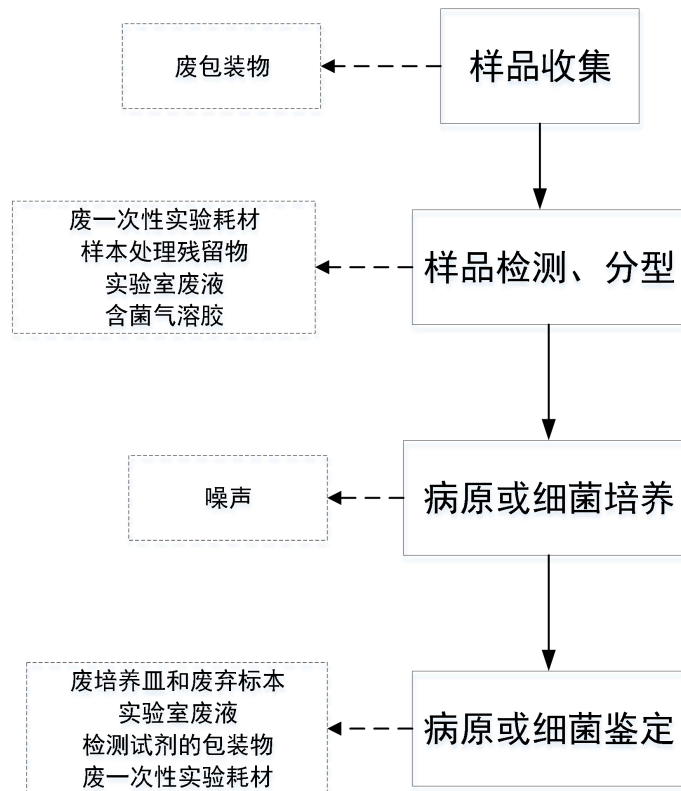 废包装物
样品收集
废一次性实验耗材
样本处理残留物
实验室废液
含菌气溶胶
样品检测、分型
噪声
病原或细菌培养
废培养皿和废弃标本
实验室废液
检测试剂的包装物
废一次性实验耗材
病原或细菌鉴定